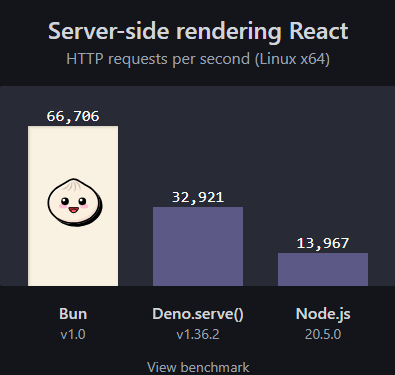 Server-side rendering React
HTTP requests per second (Linux x64)
66,706
32,921
13,967
Bun
Deno.serve()
Node.js
v1.0
v1.36.2
20.5.0
View benchmark